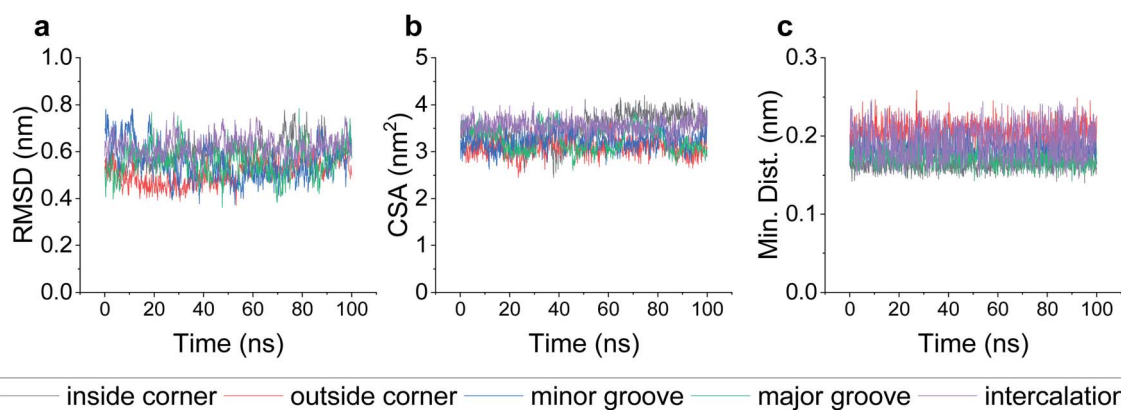 a
b
c
RMSD (nm)
1.0
0.8
0.6
0.4
0.2
0.0
0 20 40 60 80 100
Time (ns)
CSA (nm²)
5
4
3
2
1
0
0 20 40 60 80 100
Time (ns)
Min. Dist. (nm)
0.3
0.2
0.1
0.0
0 20 40 60 80 100
Time (ns)
inside corner outside corner minor groove major groove intercalation